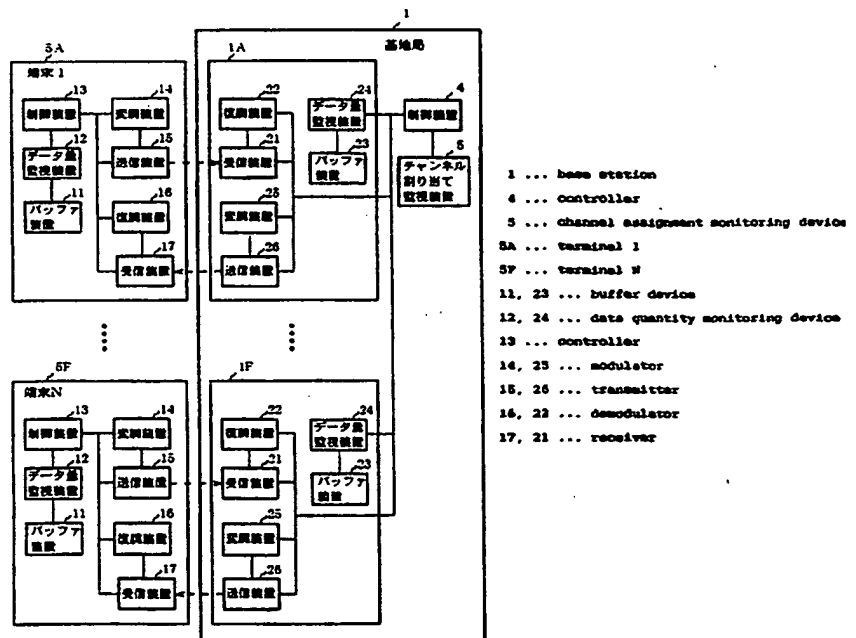 1
基地局
5A
端末1
13
制御装置
14
変調装置
12
データ量
監視装置
15
送信装置
11
バッファ
装置
16
復調装置
17
受信装置
1A
22
復調装置
24
データ量
監視装置
21
受信装置
23
バッファ
装置
25
変調装置
26
送信装置
4
制御装置
5
チャンネル
割り当て
監視装置
5F
端末N
13
制御装置
14
変調装置
12
データ量
監視装置
15
送信装置
11
バッファ
装置
16
復調装置
17
受信装置
1F
22
復調装置
24
データ量
監視装置
21
受信装置
23
バッファ
装置
25
変調装置
26
送信装置
1 ... base station
4 ... controller
5 ... channel assignment monitoring device
5A ... terminal 1
5F ... terminal N
11, 23 ... buffer device
12, 24 ... data quantity monitoring device
13 ... controller
14, 25 ... modulator
15, 26 ... transmitter
16, 22 ... demodulator
17, 21 ... receiver